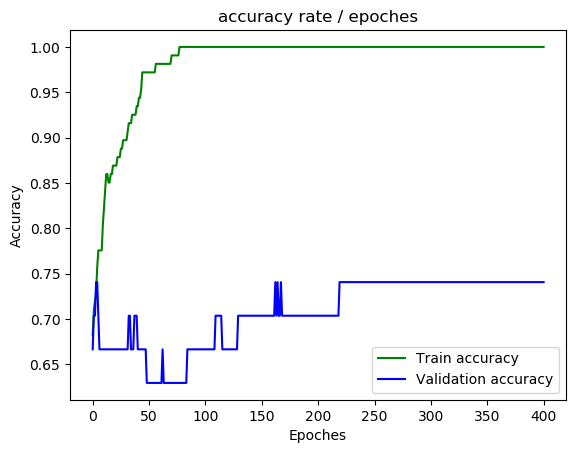 accuracy rate / epoches
Accuracy
1.00
0.95
0.90
0.85
0.80
0.75
0.70
0.65
Train accuracy
Validation accuracy
0 50 100 150 200 250 300 350 400
Epoches